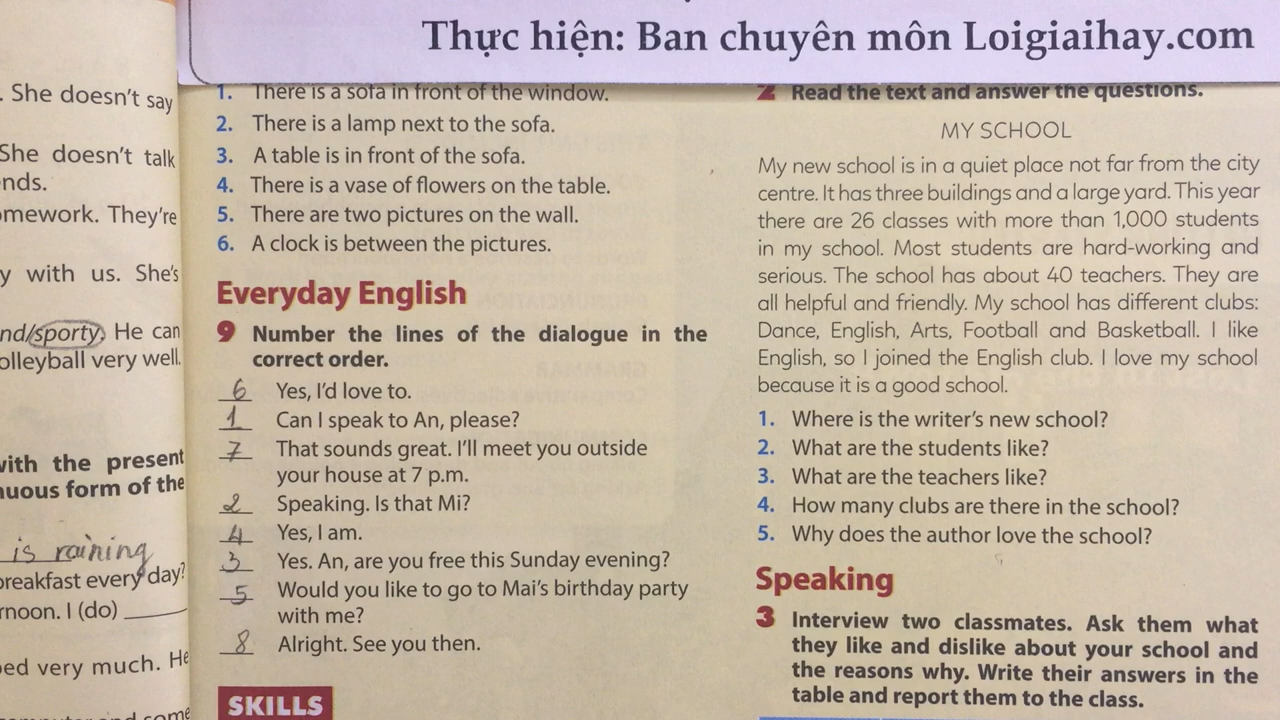 Thực hiện: Ban chuyên môn Loigiaihay.com
. She doesn't say
She doesn't talk
nds.
omework. They're
y with us. She's
nd/sporty. He can
olleyball very well.
with the present
nuous form of the
is raining
breakfast every day?
rnoon. I (do) ______
ped very much. He
1. There is a sofa in front of the window.
2. There is a lamp next to the sofa.
3. A table is in front of the sofa.
4. There is a vase of flowers on the table.
5. There are two pictures on the wall.
6. A clock is between the pictures.
Everyday English
9 Number the lines of the dialogue in the
correct order.
6 Yes, I'd love to.
1 Can I speak to An, please?
7 That sounds great. I'll meet you outside
your house at 7 p.m.
2 Speaking. Is that Mi?
4 Yes, I am.
3 Yes. An, are you free this Sunday evening?
5 Would you like to go to Mai's birthday party
with me?
8 Alright. See you then.
SKILLS
2 Read the text and answer the questions.
MY SCHOOL
My new school is in a quiet place not far from the city
centre. It has three buildings and a large yard. This year
there are 26 classes with more than 1,000 students
in my school. Most students are hard-working and
serious. The school has about 40 teachers. They are
all helpful and friendly. My school has different clubs:
Dance, English, Arts, Football and Basketball. I like
English, so I joined the English club. I love my school
because it is a good school.
1. Where is the writer's new school?
2. What are the students like?
3. What are the teachers like?
4. How many clubs are there in the school?
5. Why does the author love the school?
Speaking
3 Interview two classmates. Ask them what
they like and dislike about your school and
the reasons why. Write their answers in the
table and report them to the class.